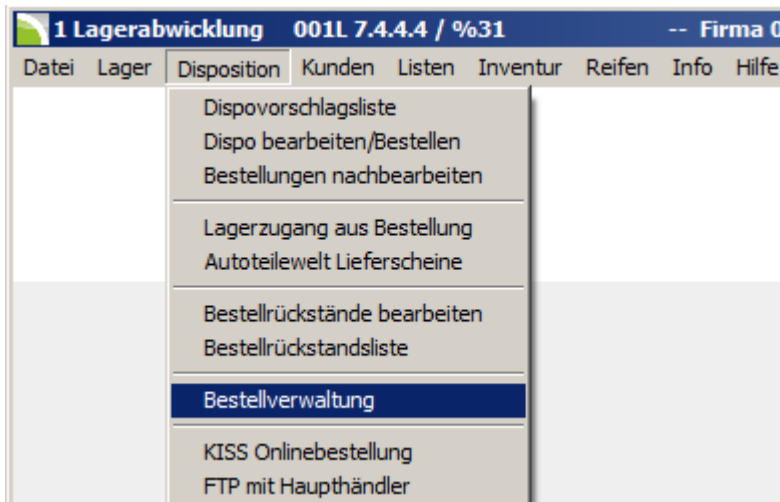 1 Lagerabwicklung 001L 7.4.4.4 / %31 -- Firma 0
Datei Lager Disposition Kunden Listen Inventur Reifen Info Hilfe
Dispovorschlagsliste
Dispo bearbeiten/Bestellen
Bestellungen nachbearbeiten
Lagerzugang aus Bestellung
Autoteilewelt Lieferscheine
Bestellrückstände bearbeiten
Bestellrückstandsliste
Bestellverwaltung
KISS Onlinebestellung
FTP mit Haupthändler